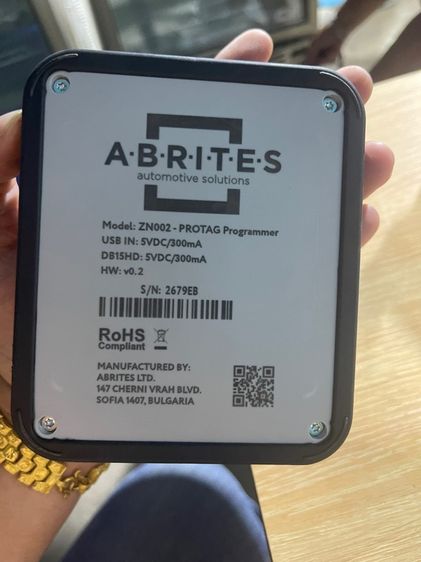 A·B·R·I·T·E·S
automotive solutions
Model: ZN002 - PROTAG Programmer
USB IN: 5VDC/300mA
DB15HD: 5VDC/300mA
HW: v0.2
S/N: 2679EB
RoHS
Compliant
MANUFACTURED BY:
ABRITES LTD.
147 CHERNI VRAH BLVD.
SOFIA 1407, BULGARIA